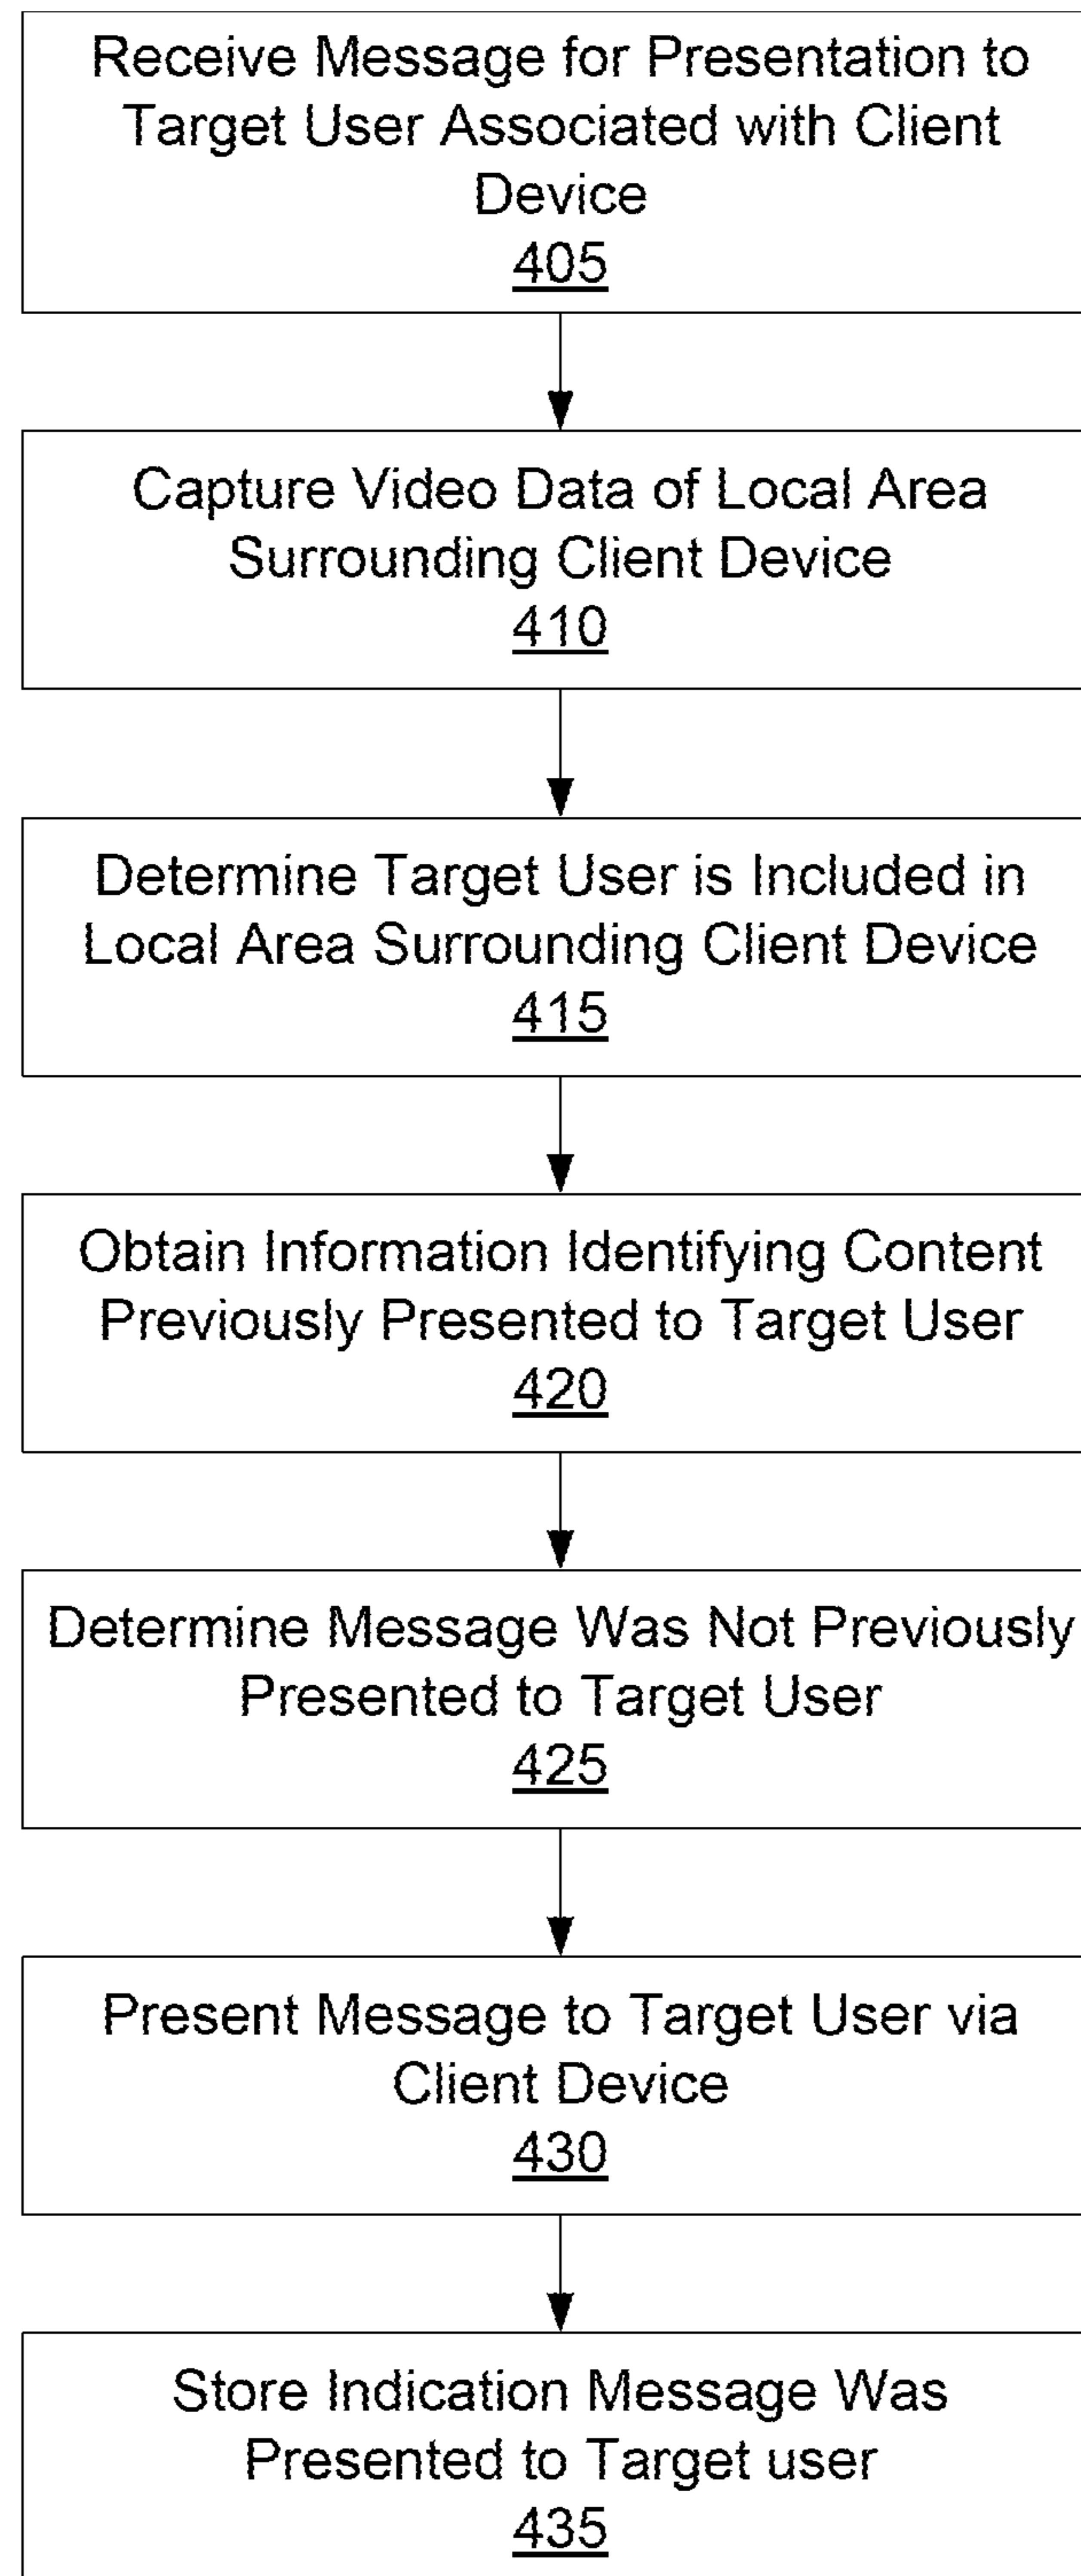 Receive Message for Presentation to
Target User Associated with Client
Device
405
Capture Video Data of Local Area
Surrounding Client Device
410
Determine Target User is Included in
Local Area Surrounding Client Device
415
Obtain Information Identifying Content
Previously Presented to Target User
420
Determine Message Was Not Previously
Presented to Target User
425
Present Message to Target User via
Client Device
430
Store Indication Message Was
Presented to Target user
435